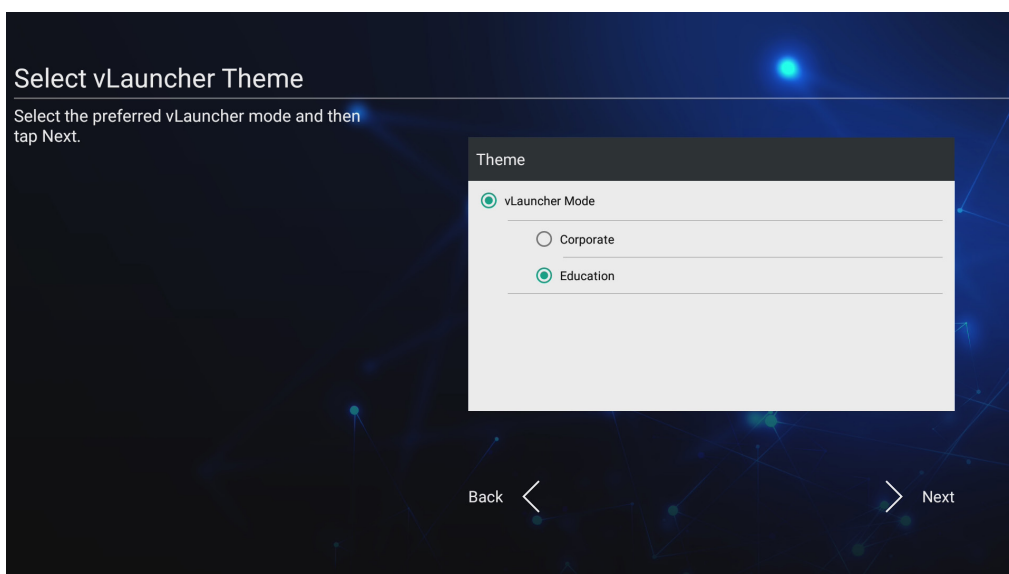 Select vLauncher Theme
Select the preferred vLauncher mode and then
tap Next.
Theme
vLauncher Mode
Corporate
Education
Back
Next